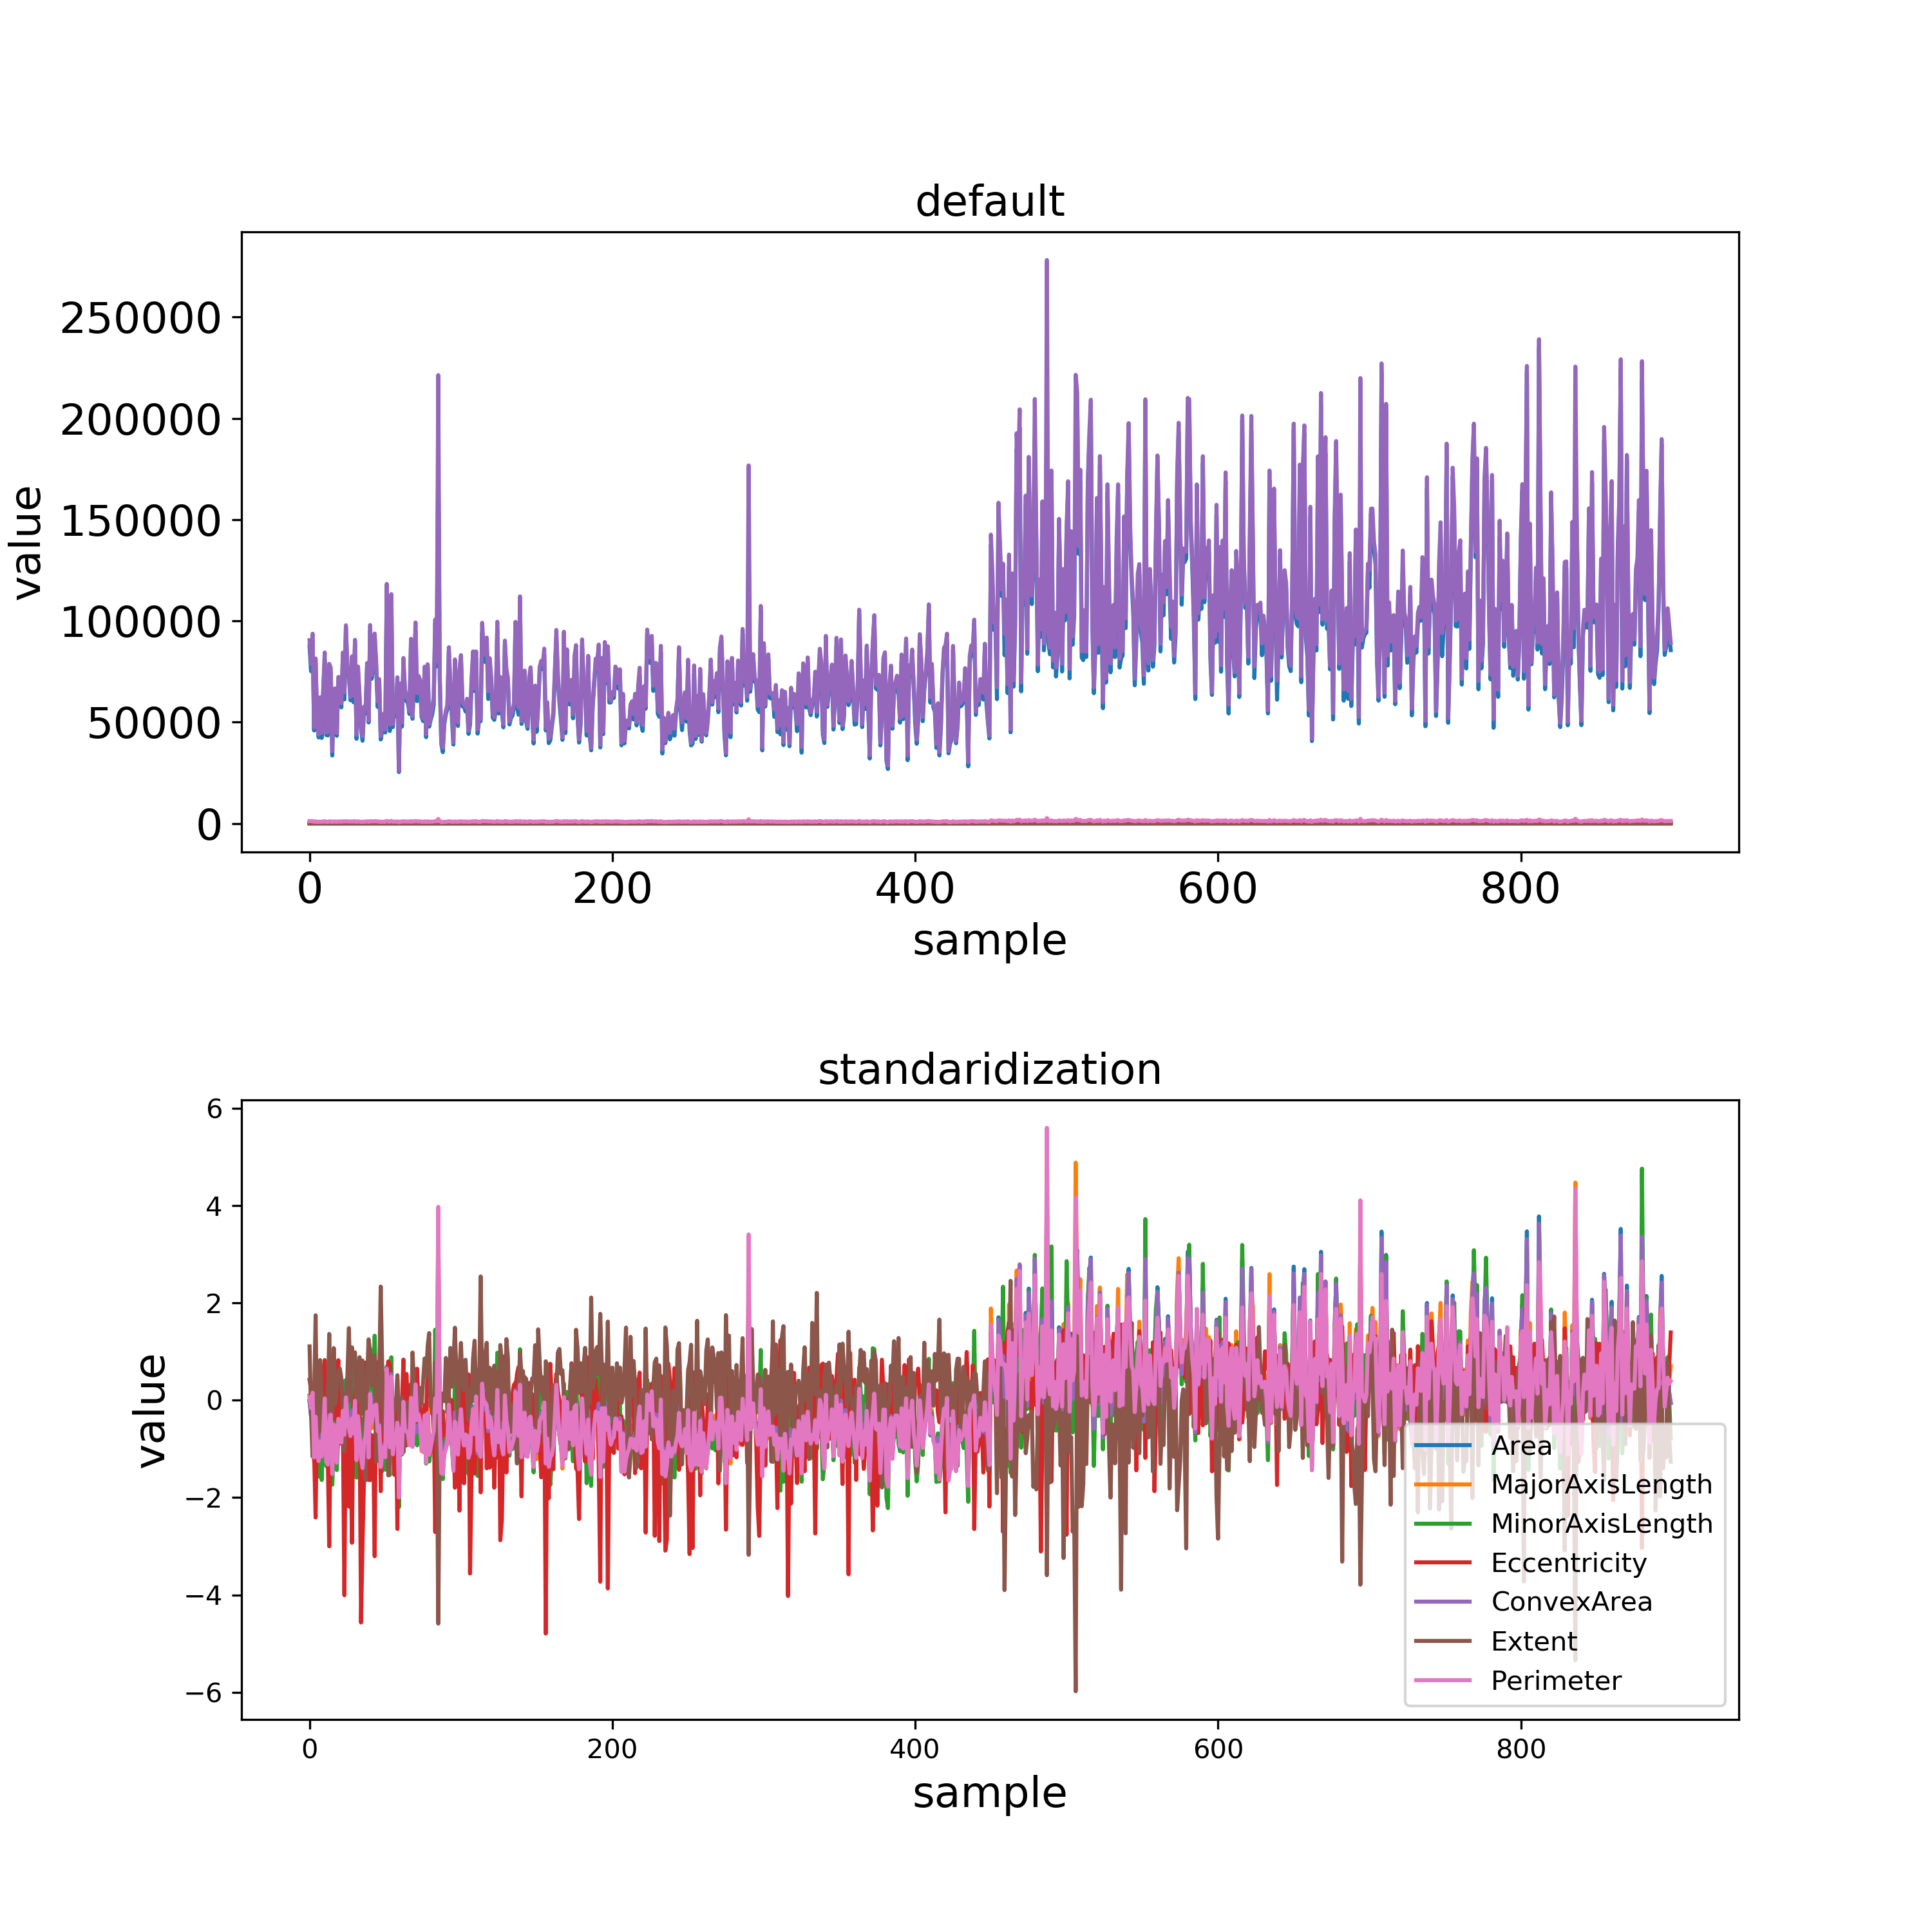 default
250000
200000
150000
100000
50000
0
value
0 200 400 600 800
sample
standaridization
6
4
2
0
−2
−4
−6
value
Area
MajorAxisLength
MinorAxisLength
Eccentricity
ConvexArea
Extent
Perimeter
0 200 400 600 800
sample